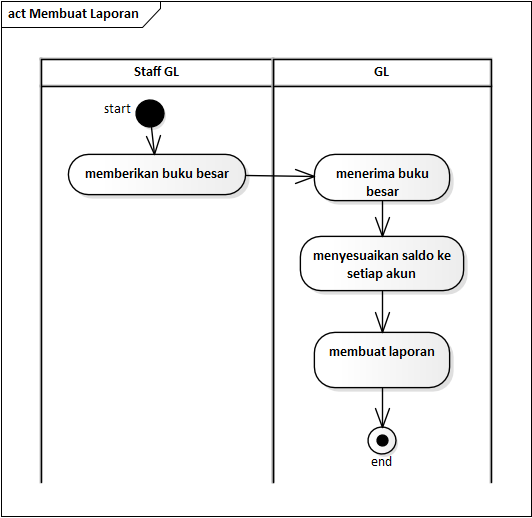 act Membuat Laporan
Staff GL
GL
start
memberikan buku besar
menerima buku
besar
menyesuaikan saldo ke
setiap akun
membuat laporan
end